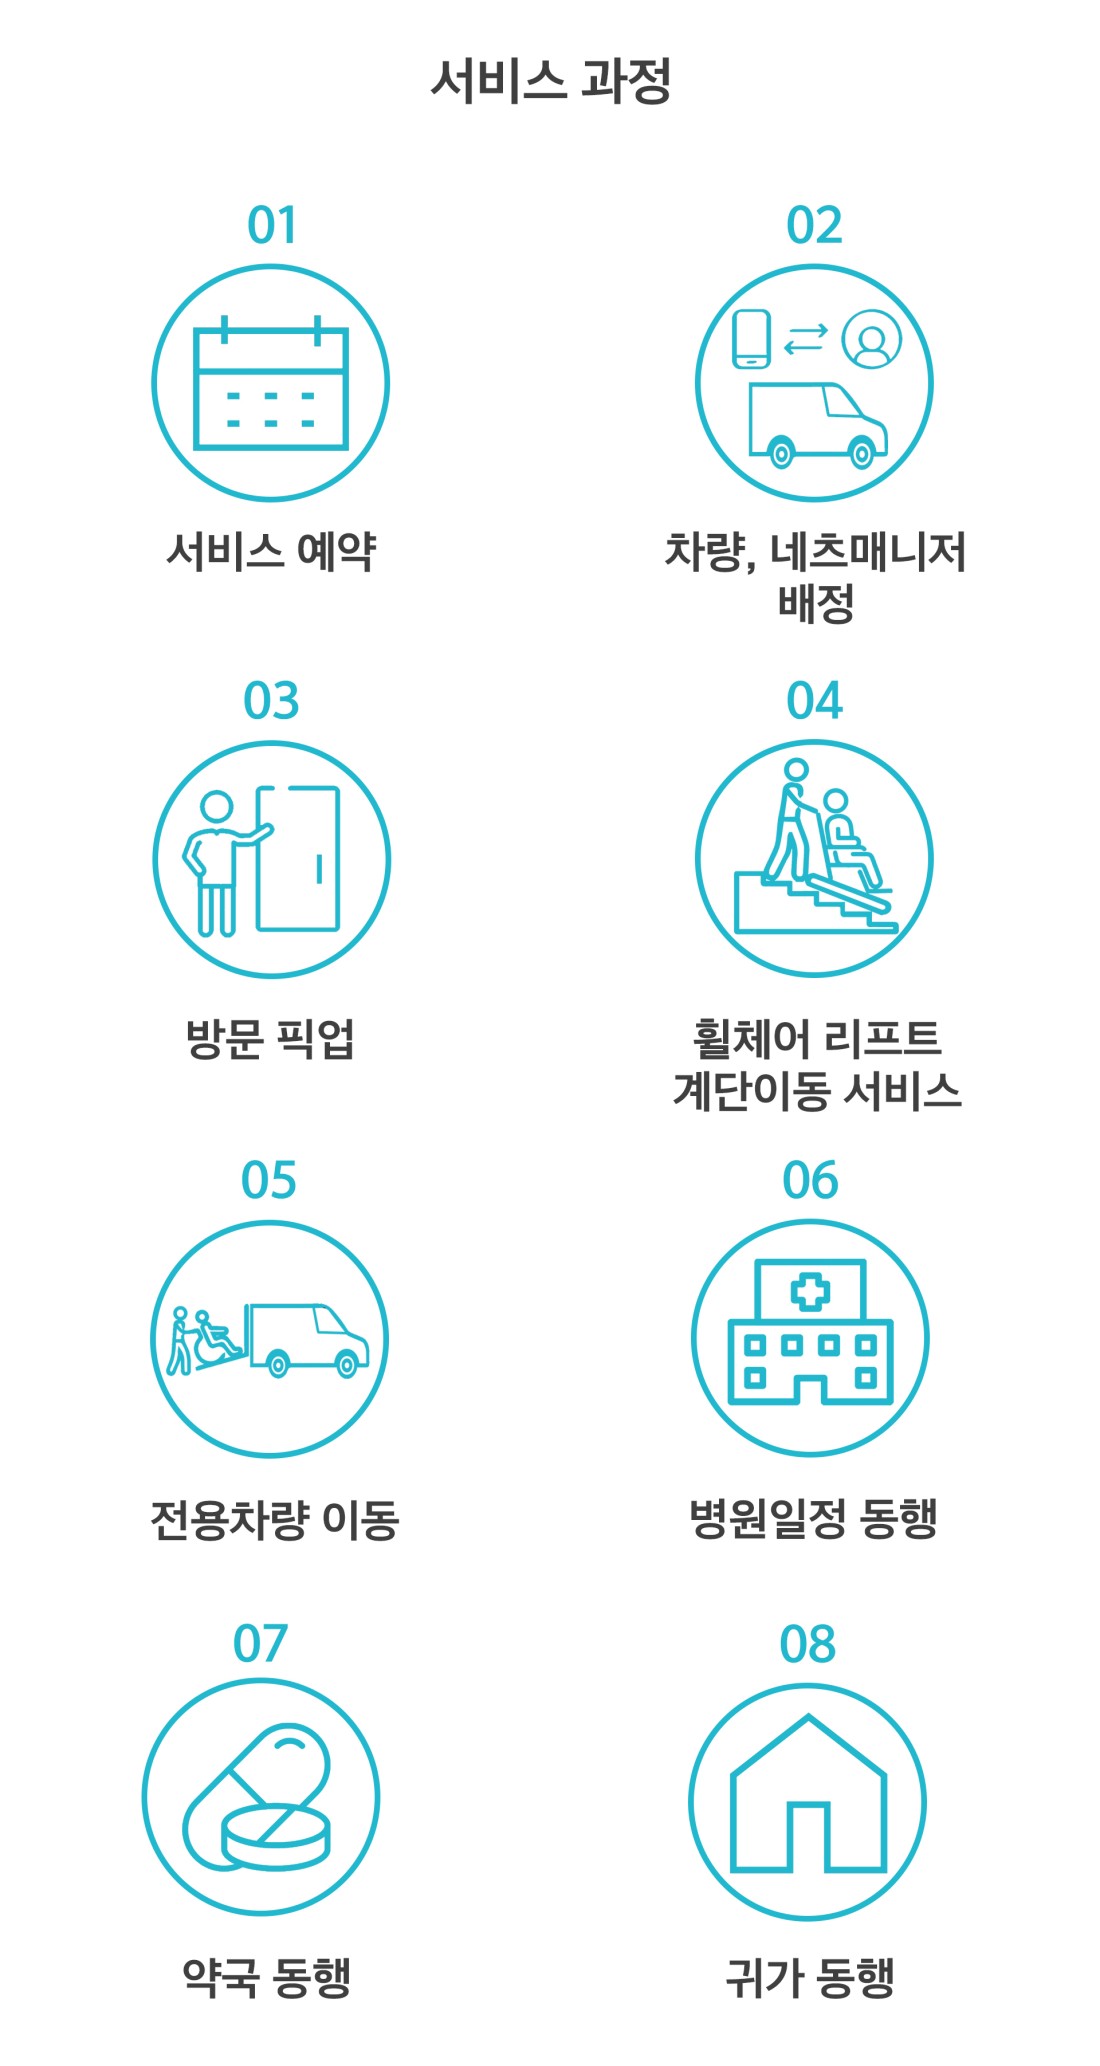 서비스 과정
01
서비스 예약
02
차량, 네츠매니저
배정
03
방문 픽업
04
휠체어 리프트
계단이동 서비스
05
전용차량 이동
06
병원일정 동행
07
약국 동행
08
귀가 동행